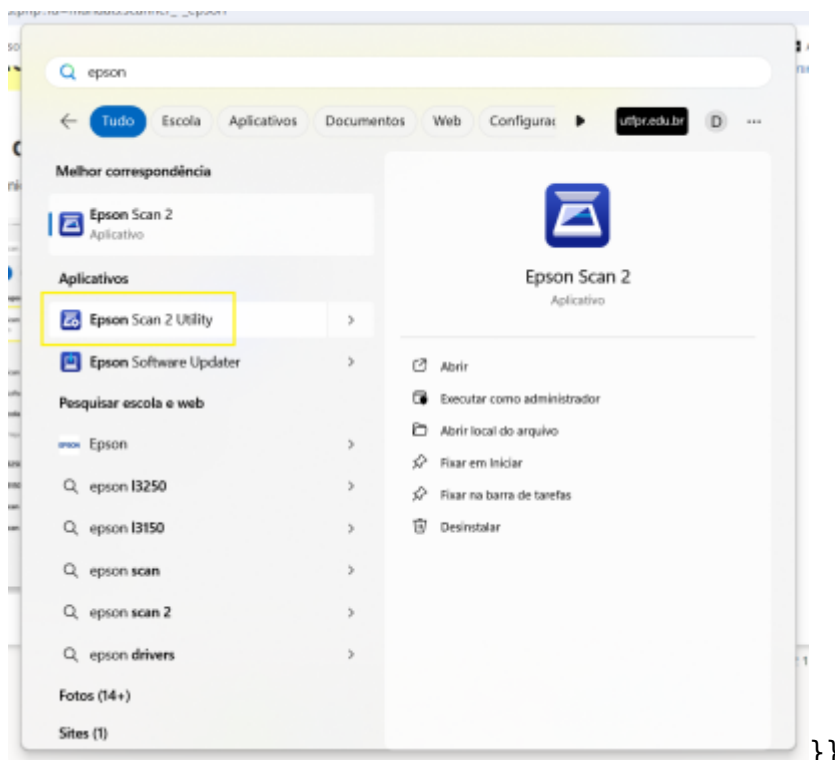 epson
Tudo Escola Aplicativos Documentos Web Configuraç utfpr.edu.br D ...
Melhor correspondência
Epson Scan 2
Aplicativo
Aplicativos
Epson Scan 2 Utility
Epson Software Updater
Pesquisar escola e web
EPSON Epson
epson l3250
epson l3150
epson scan
epson scan 2
epson drivers
Fotos (14+)
Sites (1)
Epson Scan 2
Aplicativo
Abrir
Executar como administrador
Abrir local do arquivo
Fixar em Iniciar
Fixar na barra de tarefas
Desinstalar
}}